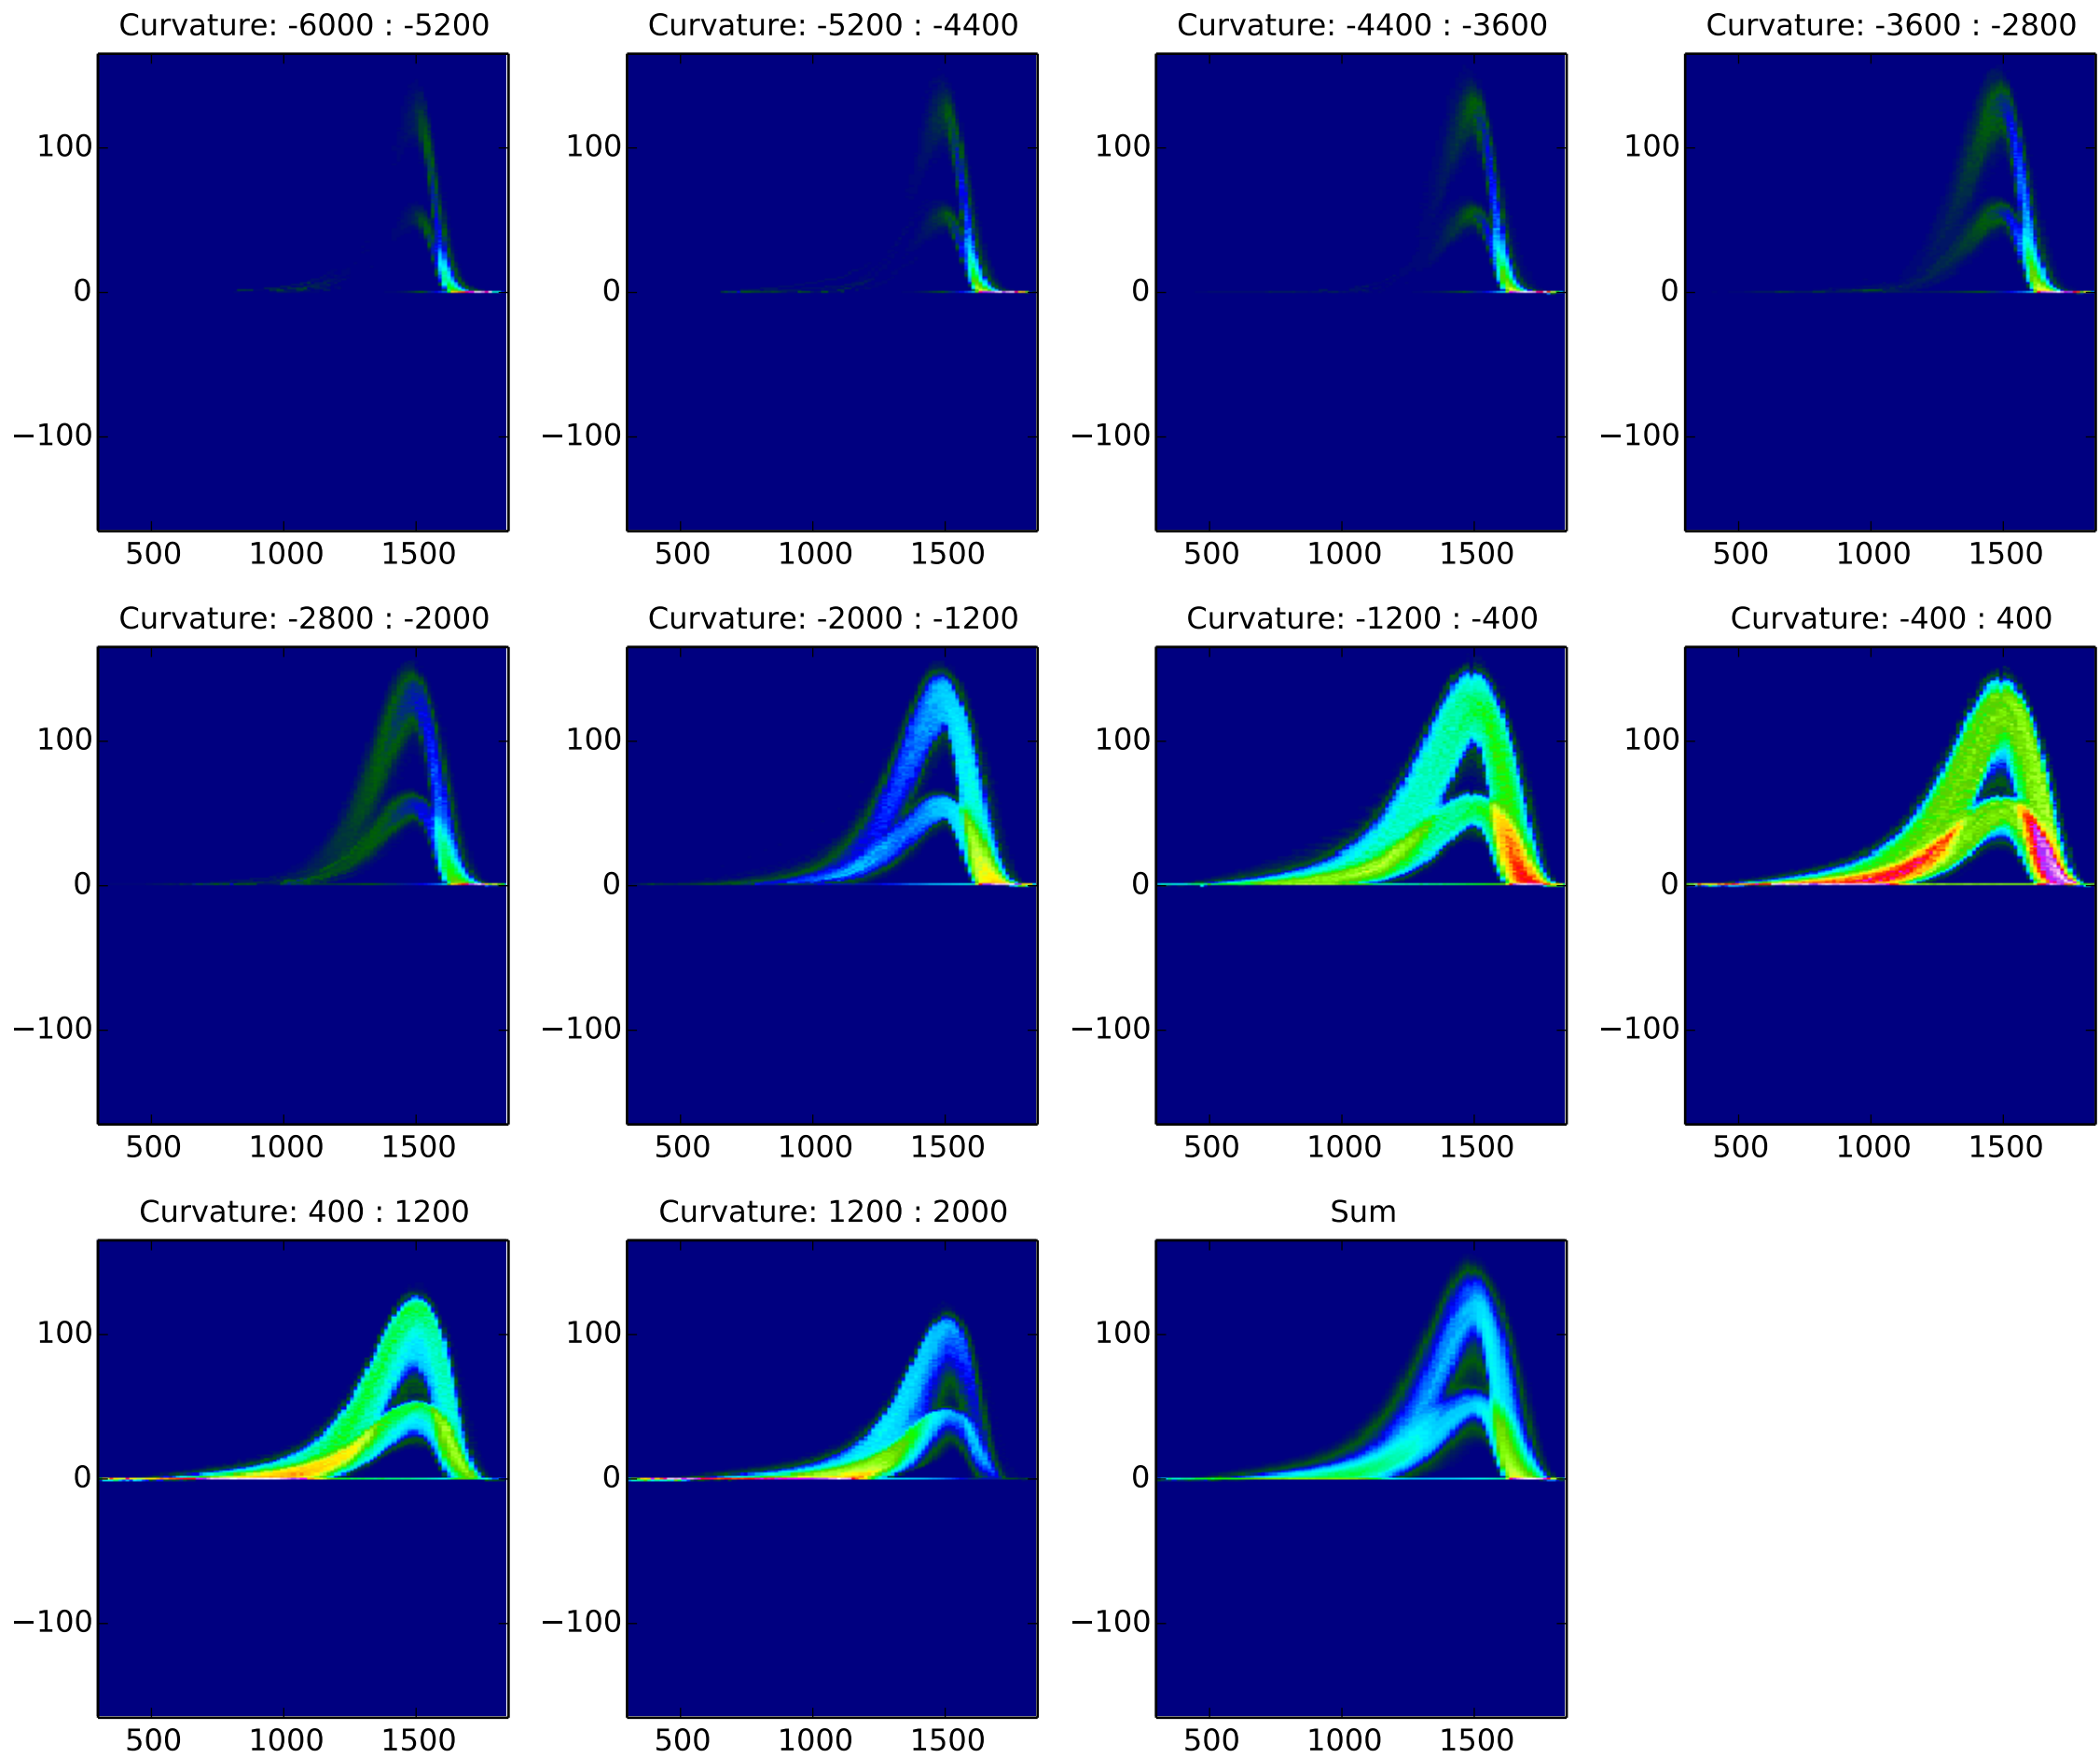 Curvature: -6000 : -5200
Curvature: -5200 : -4400
Curvature: -4400 : -3600
Curvature: -3600 : -2800
100 100 100 100
0 0 0 0
−100 −100 −100 −100
500 1000 1500 500 1000 1500 500 1000 1500 500 1000 1500
Curvature: -2800 : -2000
Curvature: -2000 : -1200
Curvature: -1200 : -400
Curvature: -400 : 400
100 100 100 100
0 0 0 0
−100 −100 −100 −100
500 1000 1500 500 1000 1500 500 1000 1500 500 1000 1500
Curvature: 400 : 1200
Curvature: 1200 : 2000
Sum
100 100 100
0 0 0
−100 −100 −100
500 1000 1500 500 1000 1500 500 1000 1500